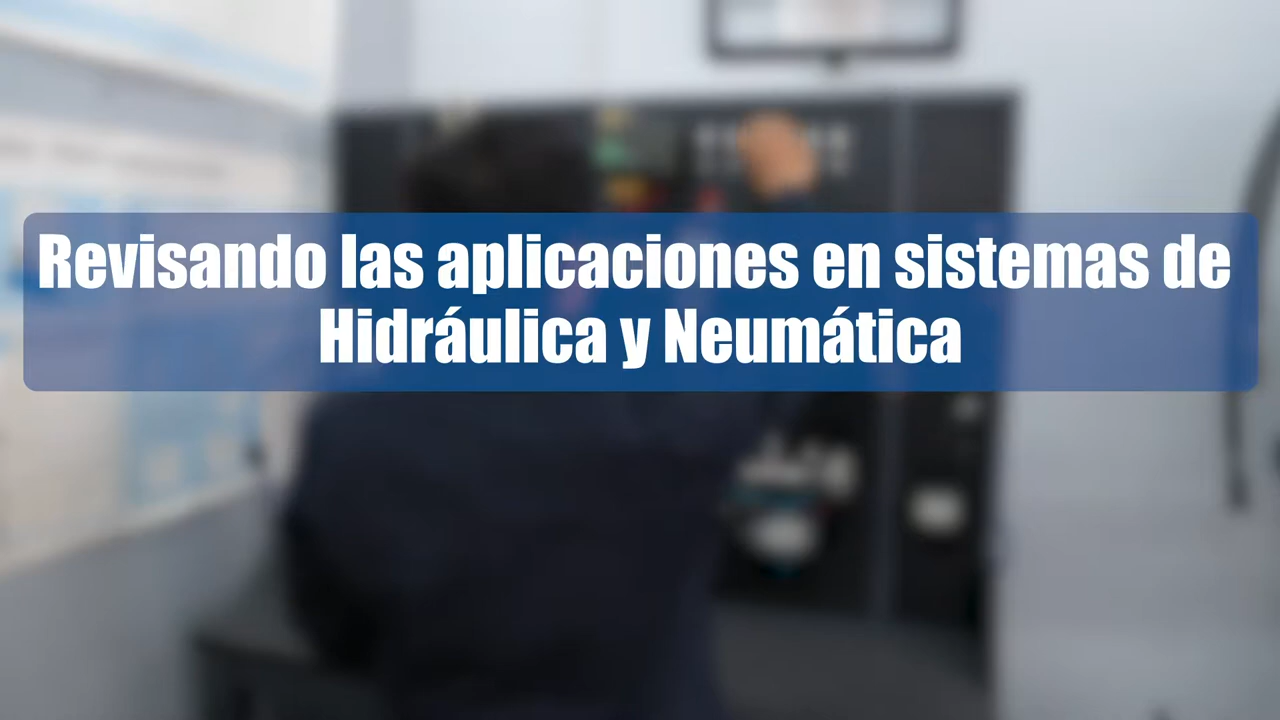 Revisando las aplicaciones en sistemas de
Hidráulica y Neumática